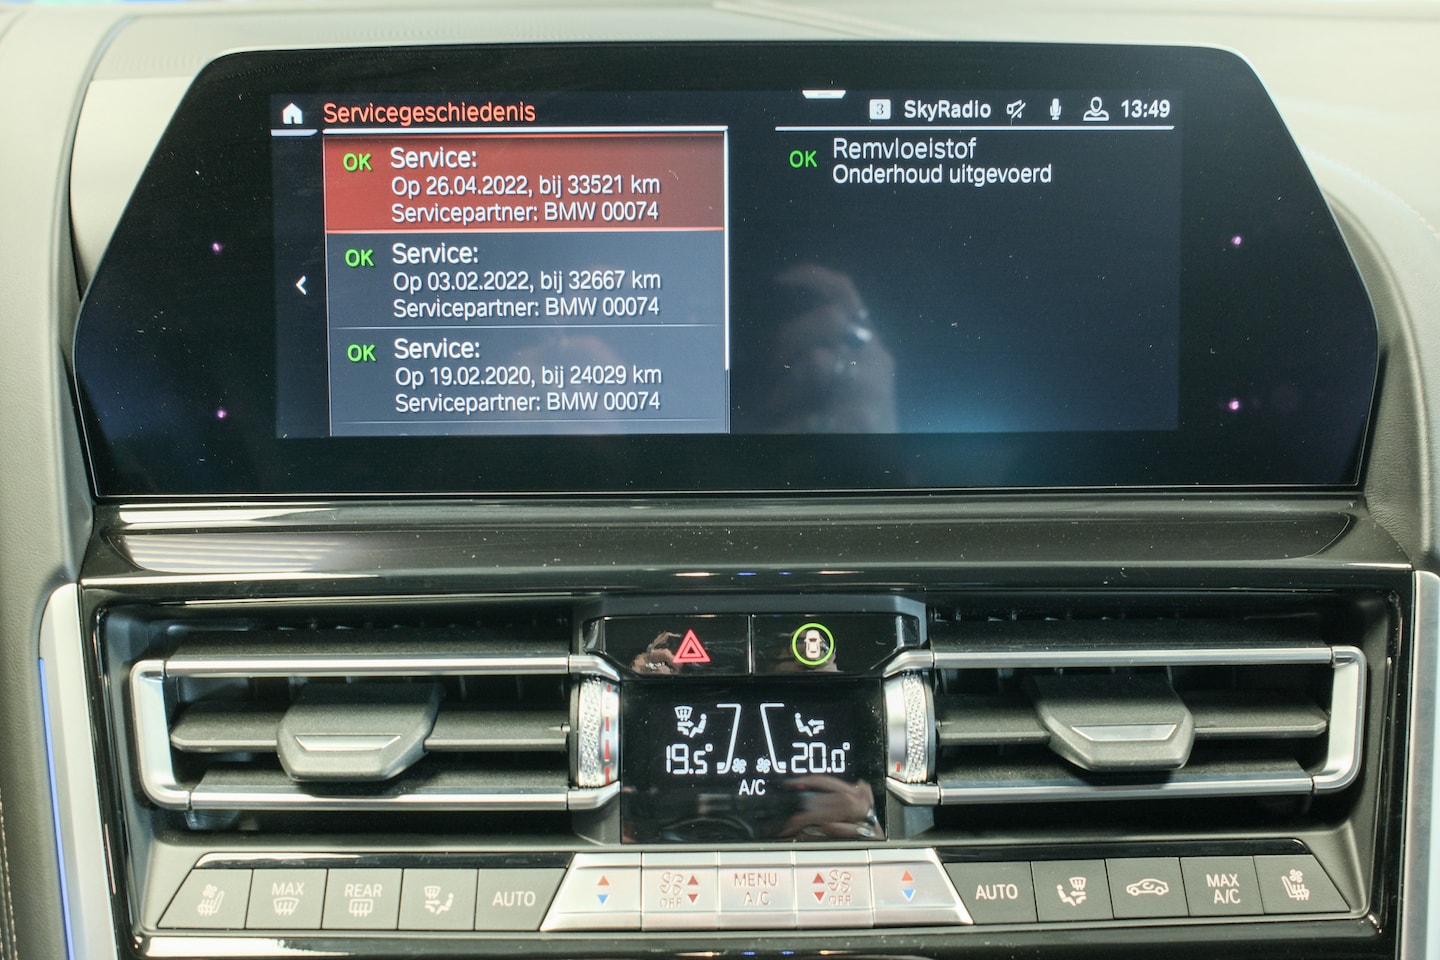 Servicegeschiedenis
3 SkyRadio 13:49
OK Service:
Op 26.04.2022, bij 33521 km
Servicepartner: BMW 00074
OK Service:
Op 03.02.2022, bij 32667 km
Servicepartner: BMW 00074
OK Service:
Op 19.02.2020, bij 24029 km
Servicepartner: BMW 00074
OK Remvloeistof
Onderhoud uitgevoerd
19.5° 20.0°
A/C
MAX
REAR
AUTO
OFF
MENU
A/C
OFF
AUTO
MAX
A/C